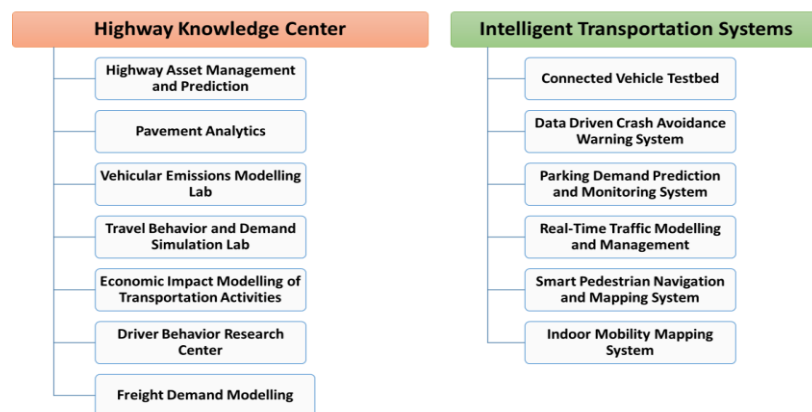 Highway Knowledge Center
Highway Asset Management
and Prediction
Pavement Analytics
Vehicular Emissions Modelling
Lab
Travel Behavior and Demand
Simulation Lab
Economic Impact Modelling of
Transportation Activities
Driver Behavior Research
Center
Freight Demand Modelling
Intelligent Transportation Systems
Connected Vehicle Testbed
Data Driven Crash Avoidance
Warning System
Parking Demand Prediction
and Monitoring System
Real-Time Traffic Modelling
and Management
Smart Pedestrian Navigation
and Mapping System
Indoor Mobility Mapping
System